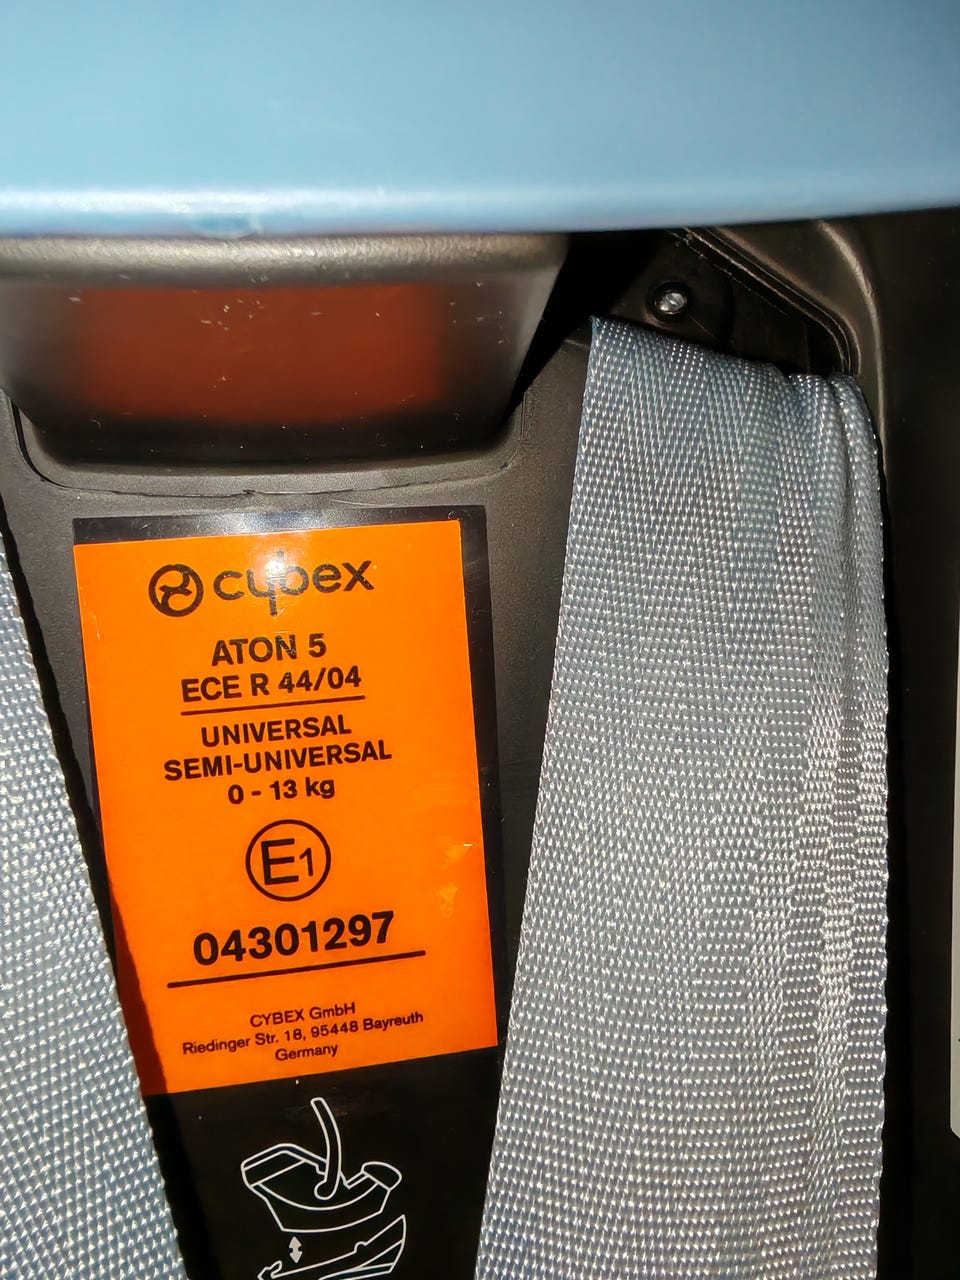 cybex
ATON 5
ECE R 44/04
UNIVERSAL
SEMI-UNIVERSAL
0 - 13 kg
E1
04301297
CYBEX GmbH
Riedinger Str. 18, 95448 Bayreuth
Germany